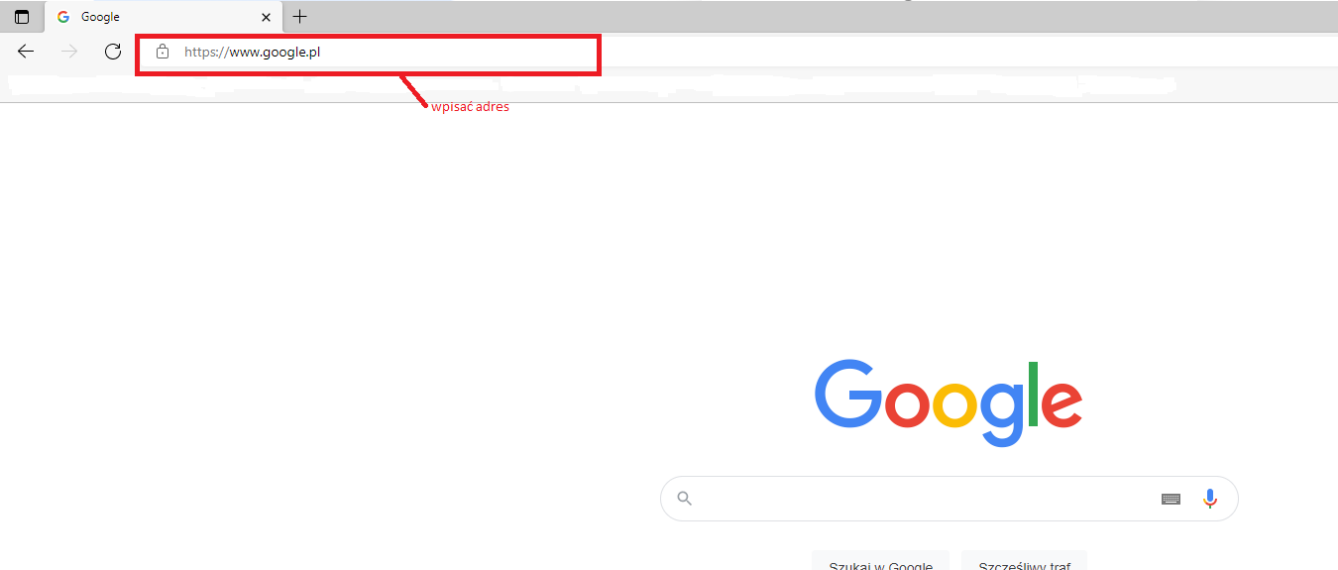 Google
https://www.google.pl
wpisać adres
Google
Szukaj w Google
Szczęśliwy traf